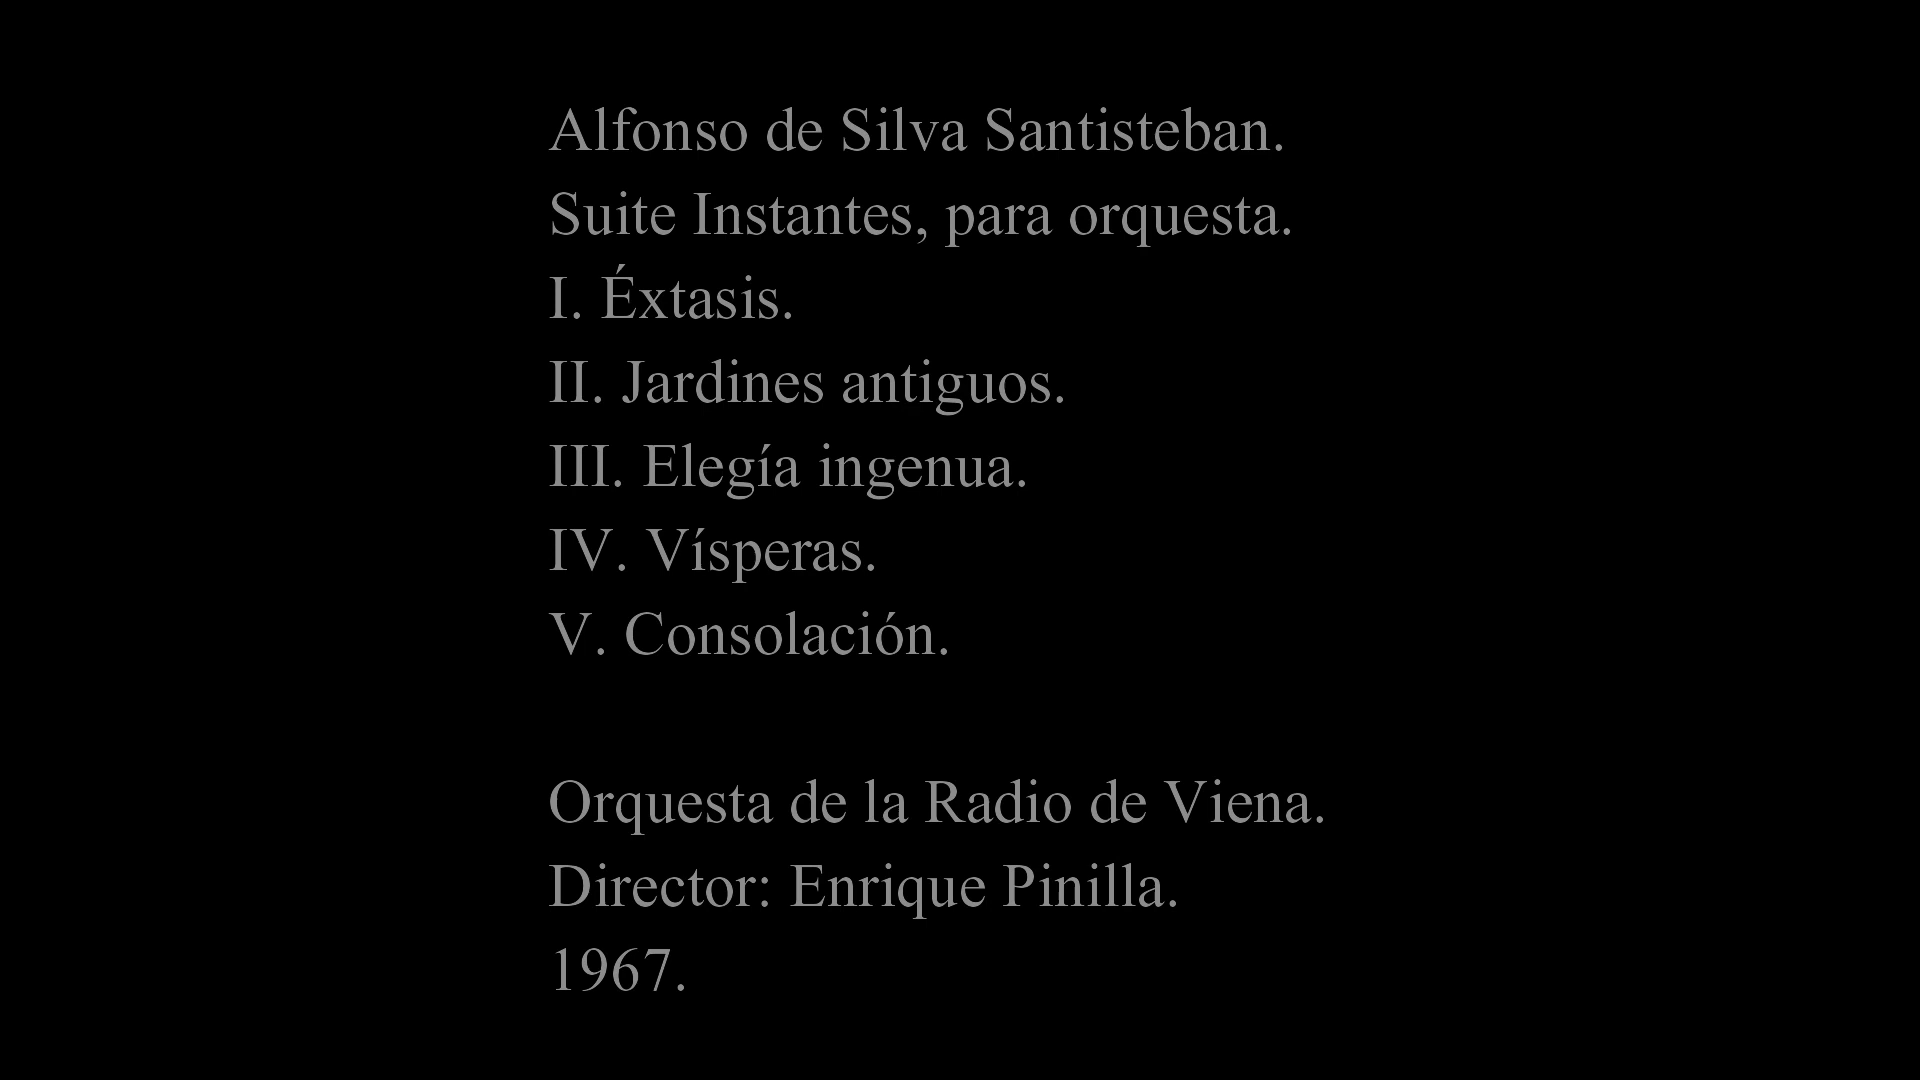 Alfonso de Silva Santisteban.
Suite Instantes, para orquesta.
I. Éxtasis.
II. Jardines antiguos.
III. Elegía ingenua.
IV. Vísperas.
V. Consolación.
Orquesta de la Radio de Viena.
Director: Enrique Pinilla.
1967.